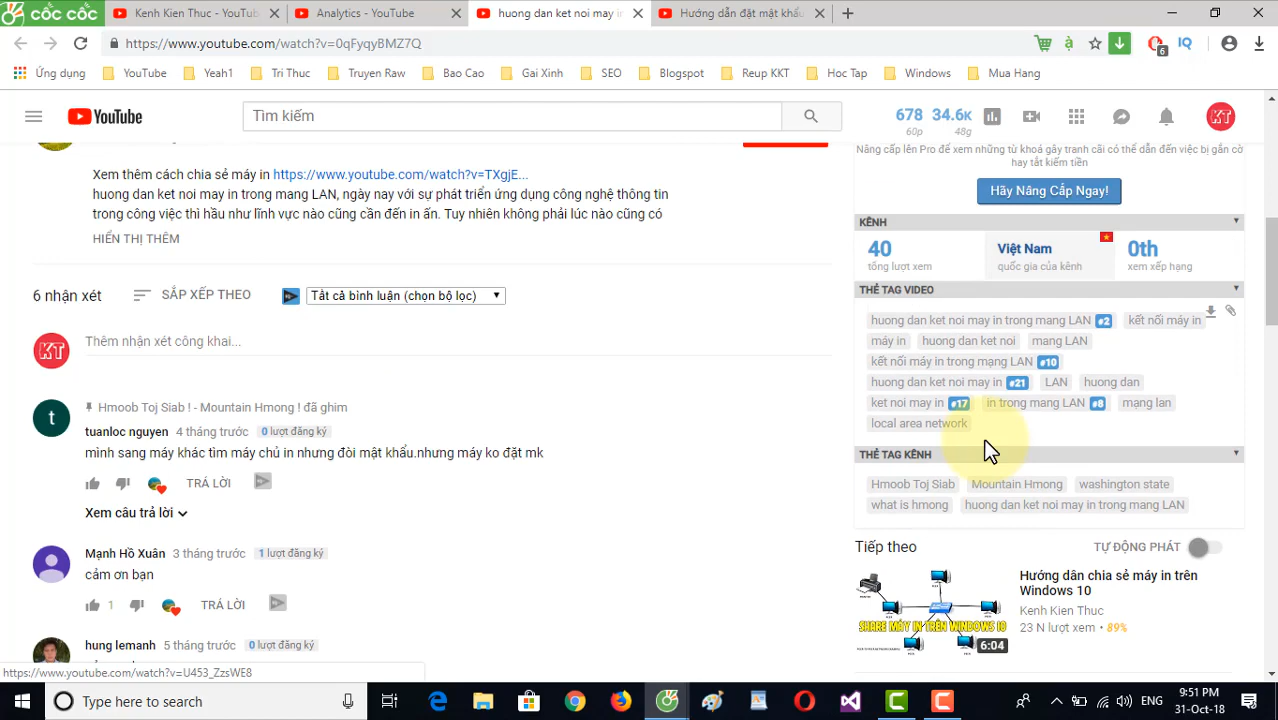 cốc cốc
Kenh Kien Thuc - YouTub
Analytics - YouTube
huong dan ket noi may in
Hướng dẫn đặt mật khẩu
https://www.youtube.com/watch?v=0qFyqyBMZ7Q
6
IQ
Ứng dụng
YouTube
Yeah1
Tri Thuc
Truyen Raw
Bao Cao
Gai Xinh
SEO
Blogspot
Reup KKT
Hoc Tap
Windows
Mua Hang
YouTube
Tìm kiếm
678
60p
34.6K
48g
KT
Xem thêm cách chia sẻ máy in https://www.youtube.com/watch?v=TXgjE...
huong dan ket noi may in trong mang LAN, ngày nay với sự phát triển ứng dụng công nghệ thông tin
trong công việc thì hầu như lĩnh vực nào cũng cần đến in ấn. Tuy nhiên không phải lúc nào cũng có
HIỂN THỊ THÊM
6 nhận xét
SẮP XẾP THEO
Tất cả bình luận (chọn bộ lọc)
KT
Thêm nhận xét công khai...
Hmoob Toj Siab ! - Mountain Hmong ! đã ghim
t
tuanloc nguyen 4 tháng trước 0 lượt đăng ký
mình sang máy khác tìm máy chủ in nhưng đòi mật khẩu.nhưng máy ko đặt mk
TRẢ LỜI
Xem câu trả lời
Mạnh Hồ Xuân 3 tháng trước 1 lượt đăng ký
cảm ơn bạn
1
TRẢ LỜI
hung lemanh 5 tháng trước 0 lượt đăng ký
https://www.youtube.com/watch?v=U453_ZzsWE8
Nâng cấp lên Pro để xem những từ khoá gây tranh cãi có thể dẫn đến việc bị gắn cờ
hay tắt kiếm tiền
Hãy Nâng Cấp Ngay!
KÊNH
40
tổng lượt xem
Việt Nam
quốc gia của kênh
0th
xem xếp hạng
THẺ TAG VIDEO
huong dan ket noi may in trong mang LAN #2 kết nối máy in
máy in huong dan ket noi mang LAN
kết nối máy in trong mạng LAN #10
huong dan ket noi may in #21 LAN huong dan
ket noi may in #17 in trong mang LAN #8 mạng lan
local area network
THẺ TAG KÊNH
Hmoob Toj Siab Mountain Hmong washington state
what is hmong huong dan ket noi may in trong mang LAN
Tiếp theo
TỰ ĐỘNG PHÁT
SHARE MÁY IN TRÊN WINDOWS 10
6:04
Hướng dẫn chia sẻ máy in trên
Windows 10
Kenh Kien Thuc
23 N lượt xem • 89%
Type here to search
ENG
9:51 PM
31-Oct-18